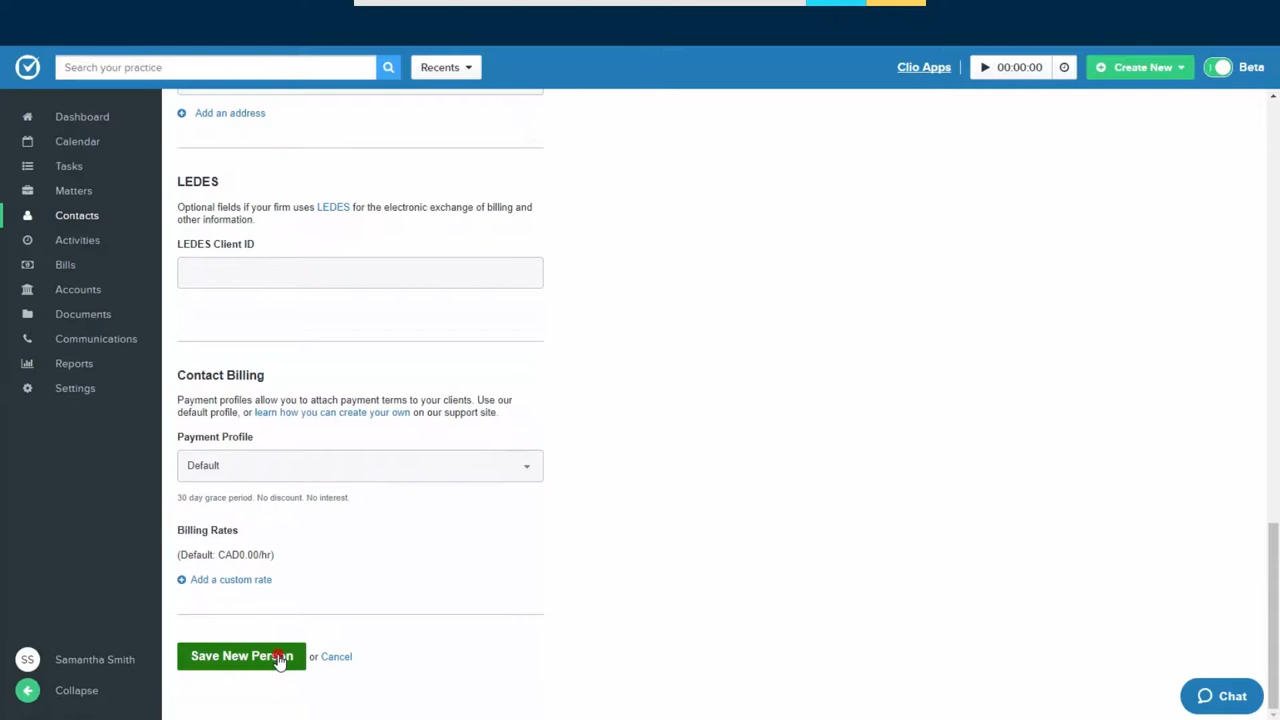 Search your practice
Recents
Clio Apps
00:00:00
Create New
Beta
Dashboard
Calendar
Tasks
Matters
Contacts
Activities
Bills
Accounts
Documents
Communications
Reports
Settings
SS
Samantha Smith
Collapse
Add an address
LEDES
Optional fields if your firm uses LEDES for the electronic exchange of billing and
other information.
LEDES Client ID
Contact Billing
Payment profiles allow you to attach payment terms to your clients. Use our
default profile, or learn how you can create your own on our support site.
Payment Profile
Default
30 day grace period. No discount. No interest.
Billing Rates
(Default: CAD0.00/hr)
Add a custom rate
Save New Person or Cancel
Chat